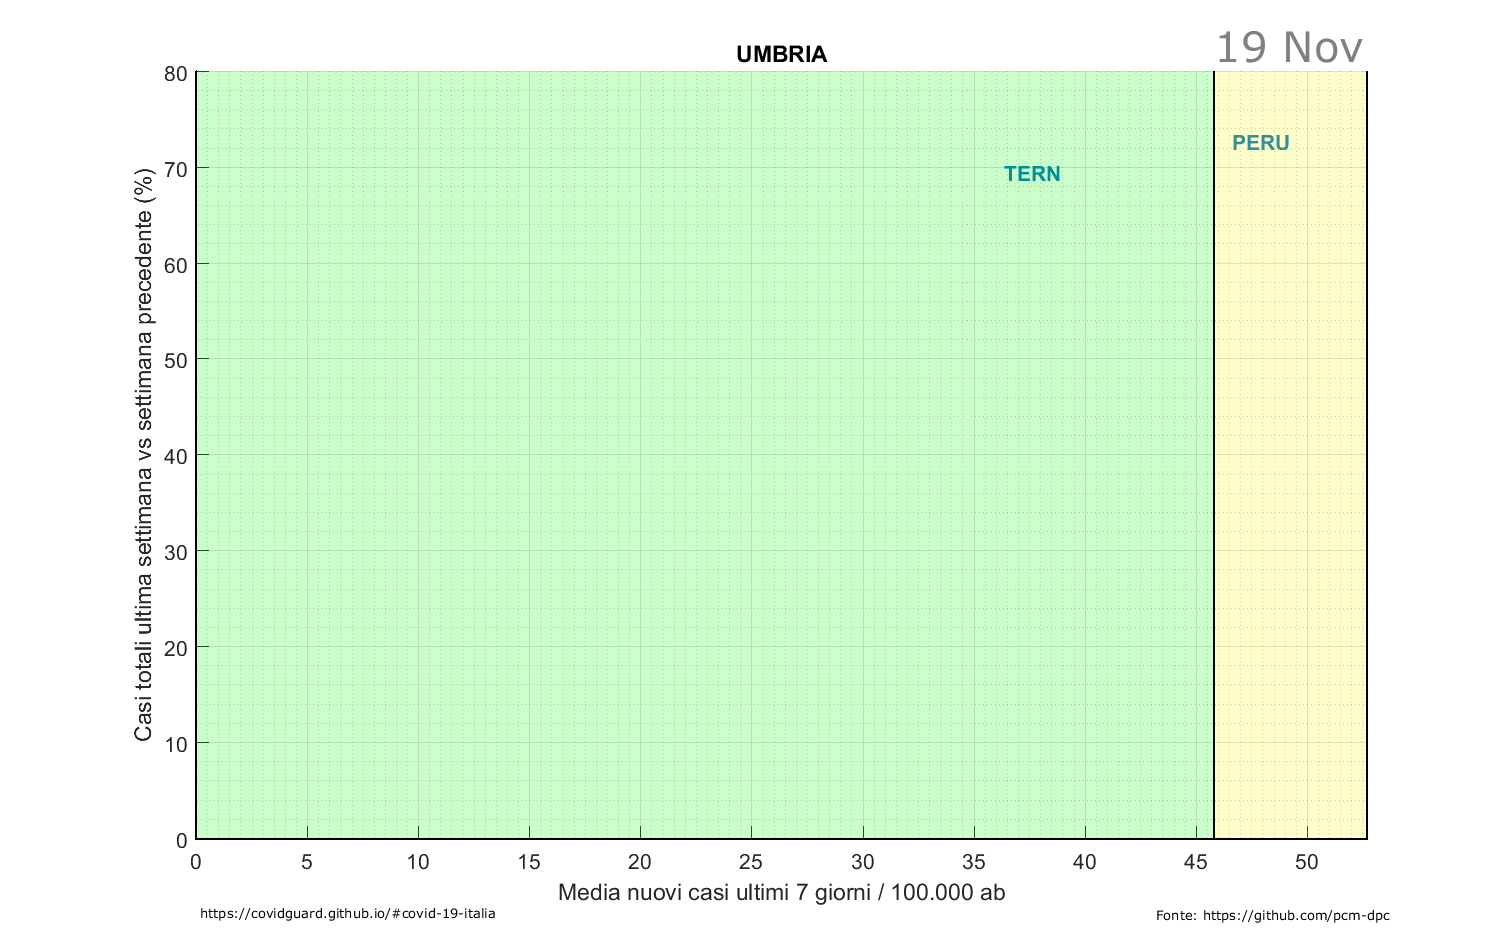 UMBRIA
19 Nov
Casi totali ultima settimana vs settimana precedente (%)
80
70
60
50
40
30
20
10
0
PERU
TERN
0 5 10 15 20 25 30 35 40 45 50
Media nuovi casi ultimi 7 giorni / 100.000 ab
https://covidguard.github.io/#covid-19-italia
Fonte: https://github.com/pcm-dpc